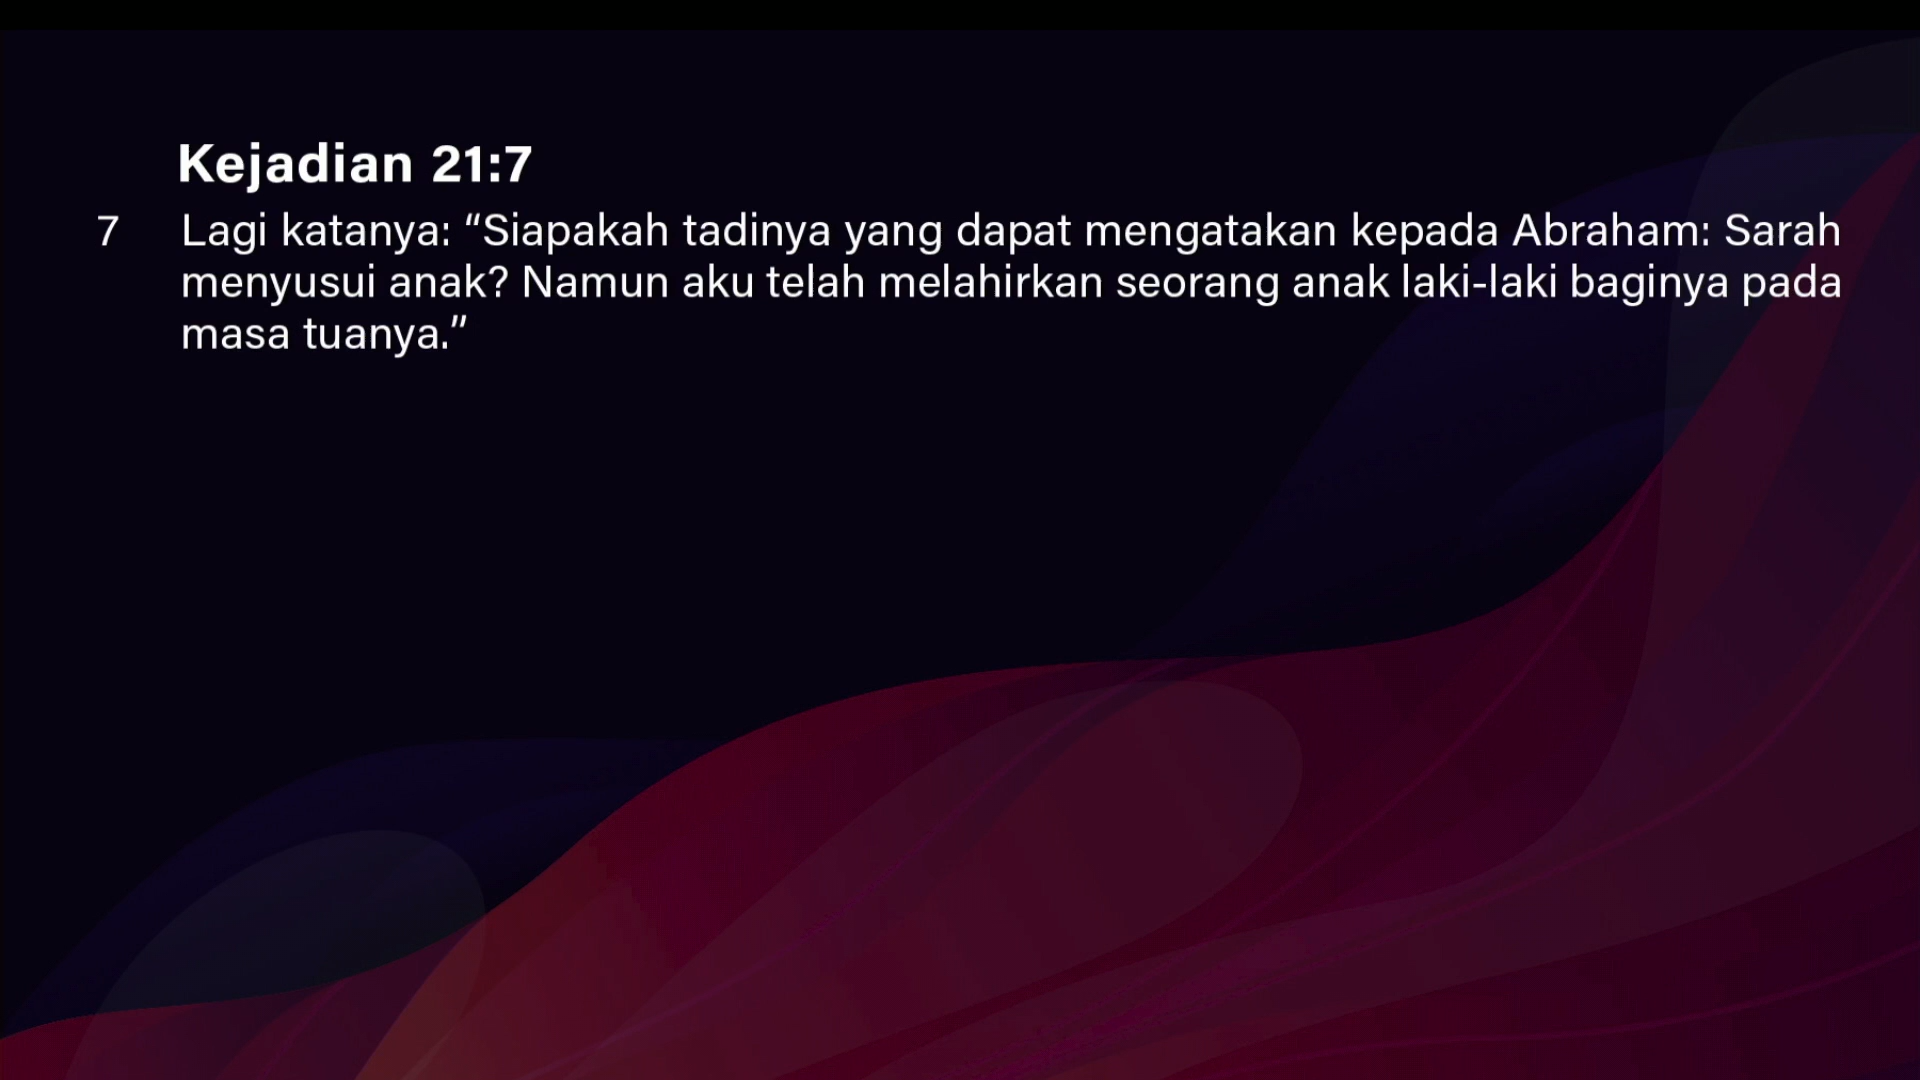 Kejadian 21:7
7 Lagi katanya: “Siapakah tadinya yang dapat mengatakan kepada Abraham: Sarah
menyusui anak? Namun aku telah melahirkan seorang anak laki-laki baginya pada
masa tuanya.”